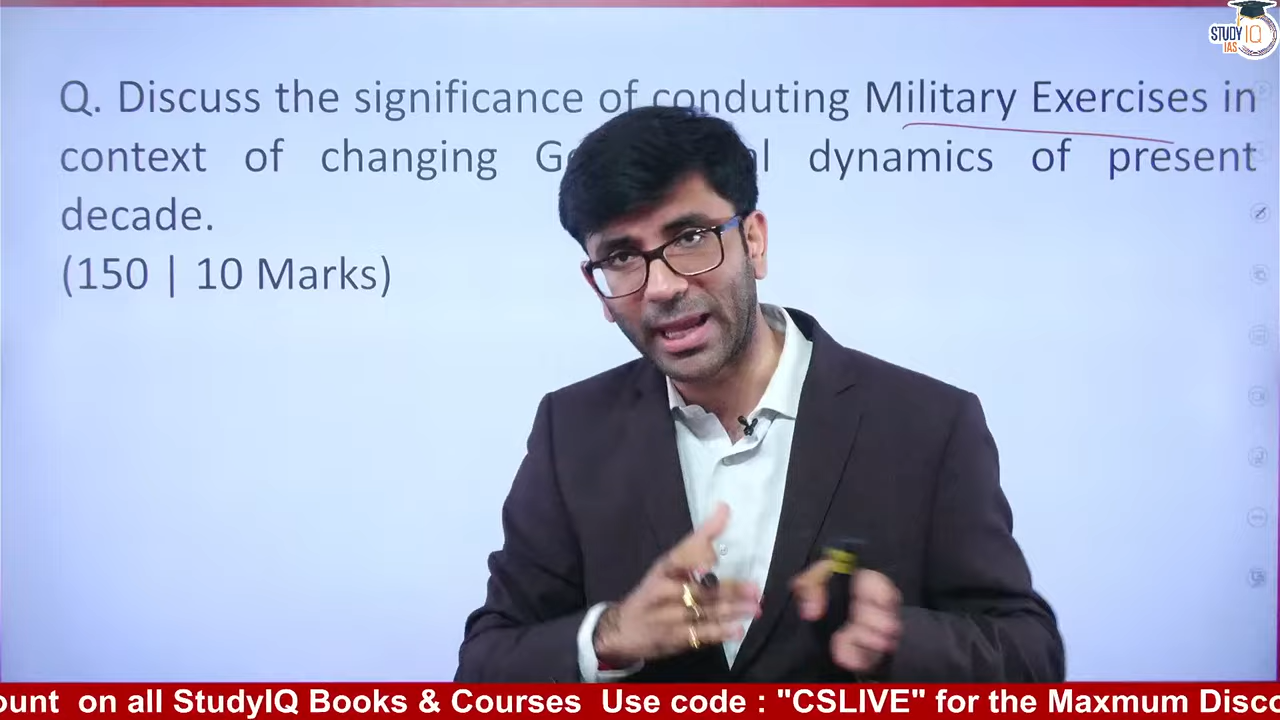 STUDY IQ
IAS
Q. Discuss the significance of conduting Military Exercises in
context of changing dynamics of present
decade.
(150 | 10 Marks)
ount on all StudyIQ Books & Courses Use code : "CSLIVE" for the Maxmum Disco